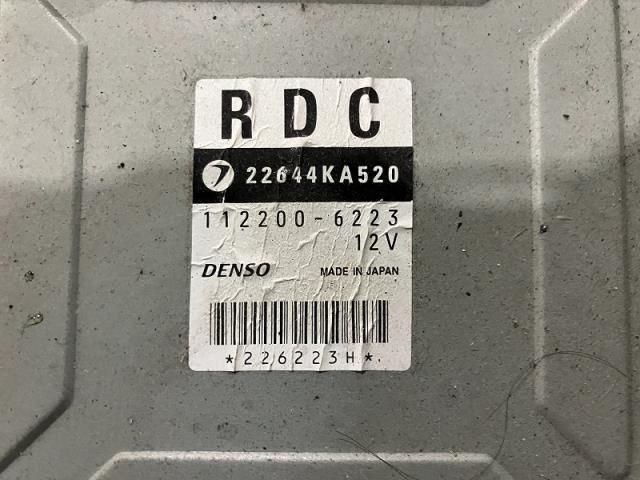 RDC
22644KA520
112200-6223
12V
DENSO MADE IN JAPAN
*226223H*